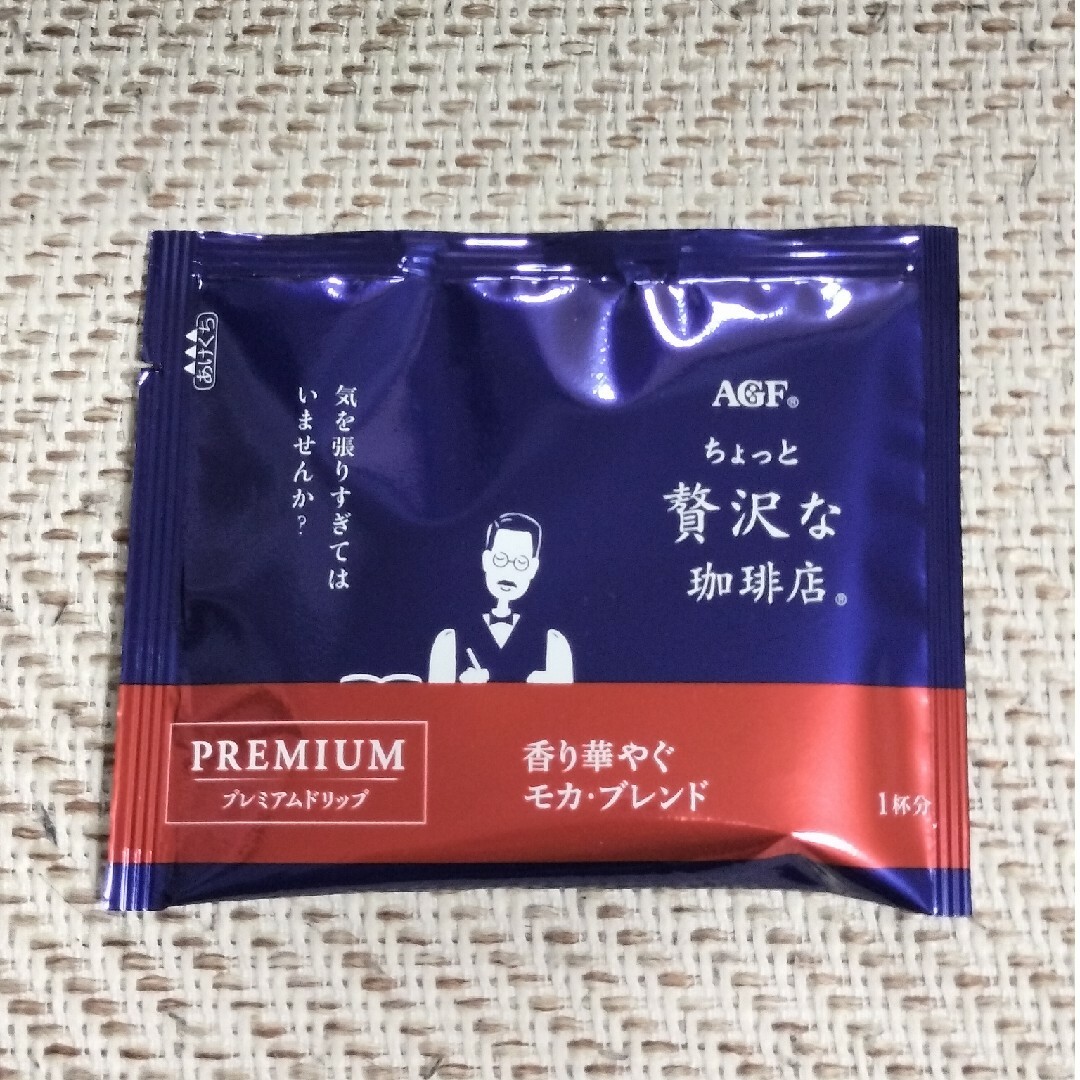 あけくち
気を張りすぎては
いませんか?
AGF®
ちょっと
贅沢な
珈琲店®
PREMIUM
プレミアムドリップ
香り華やぐ
モカ・ブレンド
1杯分